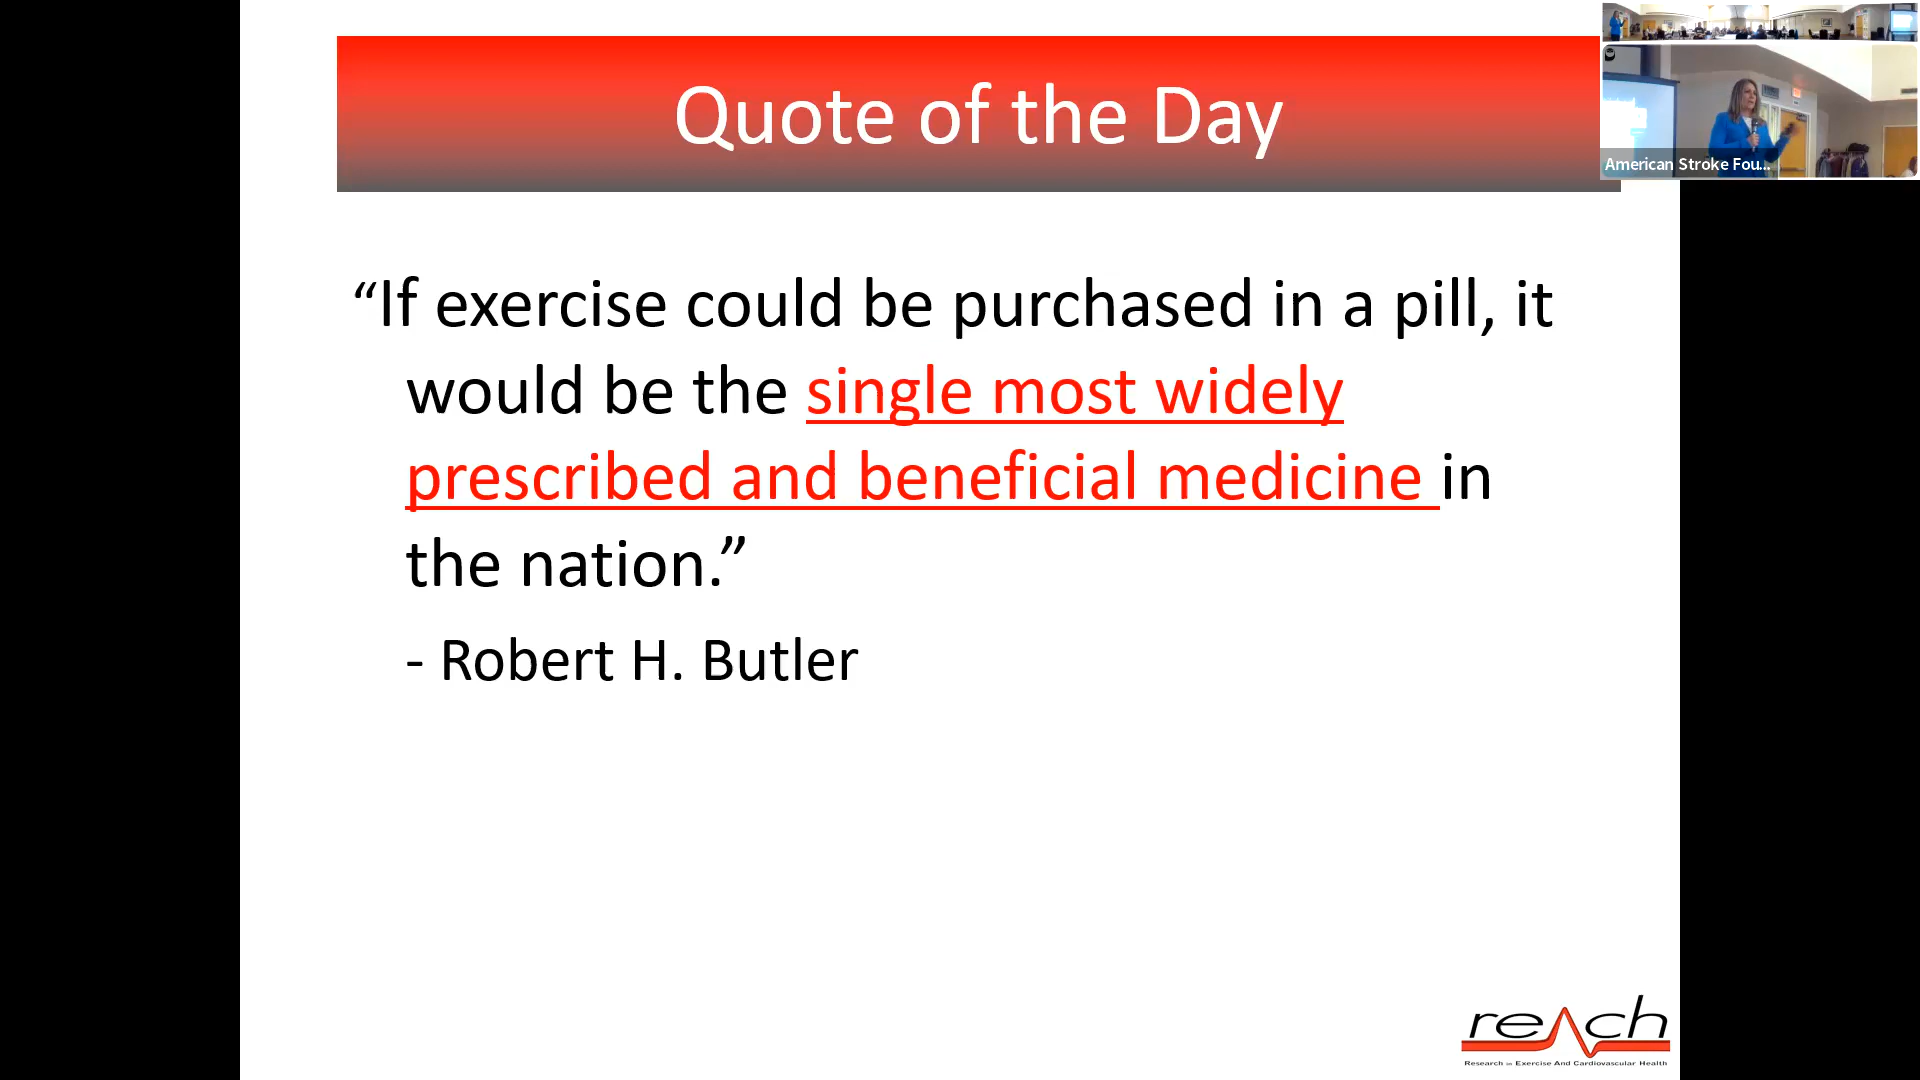 Quote of the Day
American Stroke Fou...
“If exercise could be purchased in a pill, it
would be the single most widely
prescribed and beneficial medicine in
the nation.”
- Robert H. Butler
reach
Research in Exercise And Cardiovascular Health